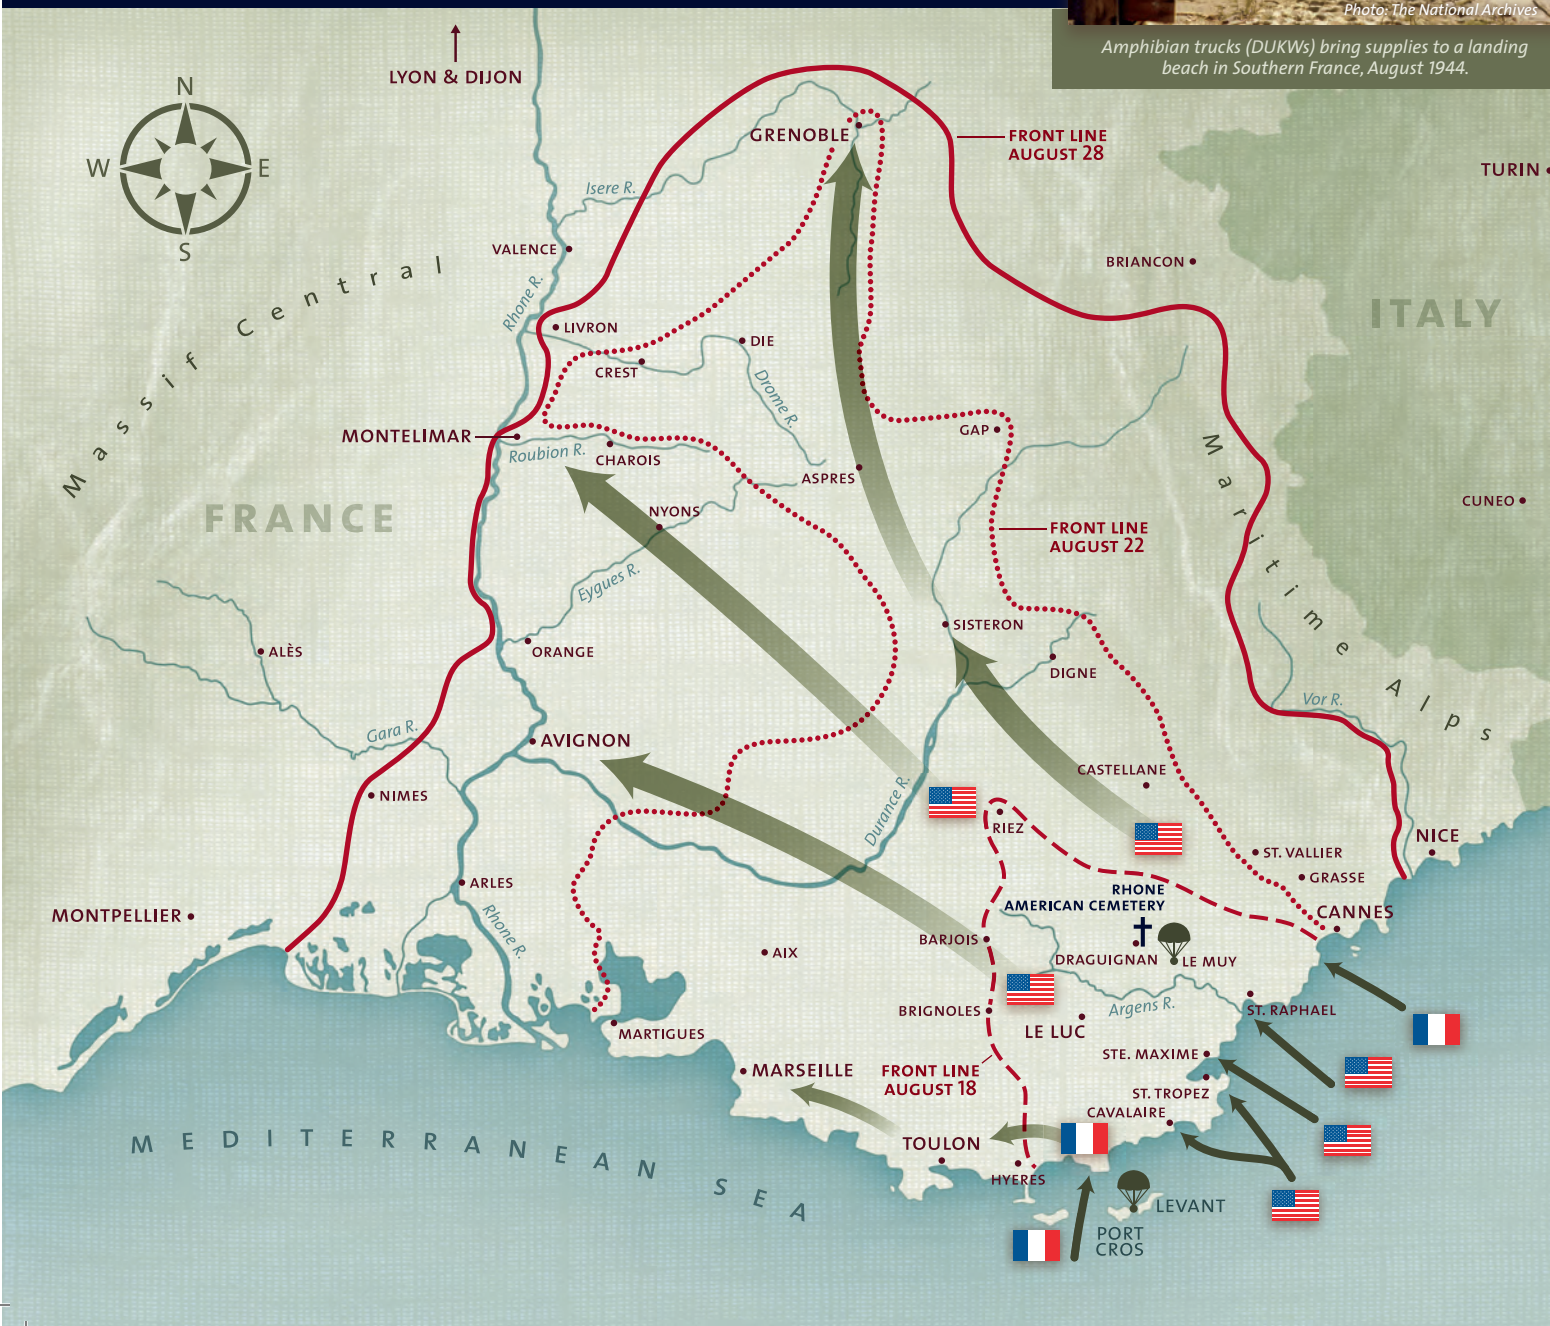 Photo: The National Archives
Amphibian trucks (DUKWs) bring supplies to a landing
beach in Southern France, August 1944.
LYON & DIJON
N
W
E
S
GRENOBLE
FRONT LINE
AUGUST 28
TURIN
Isere R.
VALENCE
BRIANCON
Massif Central
Rhone R.
ITALY
LIVRON
DIE
CREST
Drome R.
MONTELIMAR
GAP
Roubion R.
CHAROIS
ASPRES
Maritime Alps
CUNEO
FRANCE
NYONS
FRONT LINE
AUGUST 22
Eygues R.
SISTERON
ORANGE
ALÈS
DIGNE
Vor R.
Gara R.
AVIGNON
CASTELLANE
NIMES
Durance R.
RIEZ
NICE
ST. VALLIER
GRASSE
ARLES
RHONE
AMERICAN CEMETERY
CANNES
MONTPELLIER
Rhone R.
BARJOIS
AIX
DRAGUIGNAN
LE MUY
Argens R.
BRIGNOLES
ST. RAPHAEL
MARTIGUES
LE LUC
STE. MAXIME
MARSEILLE
FRONT LINE
AUGUST 18
ST. TROPEZ
CAVALAIRE
MEDITERRANEAN SEA
TOULON
HYERES
LEVANT
PORT
CROS